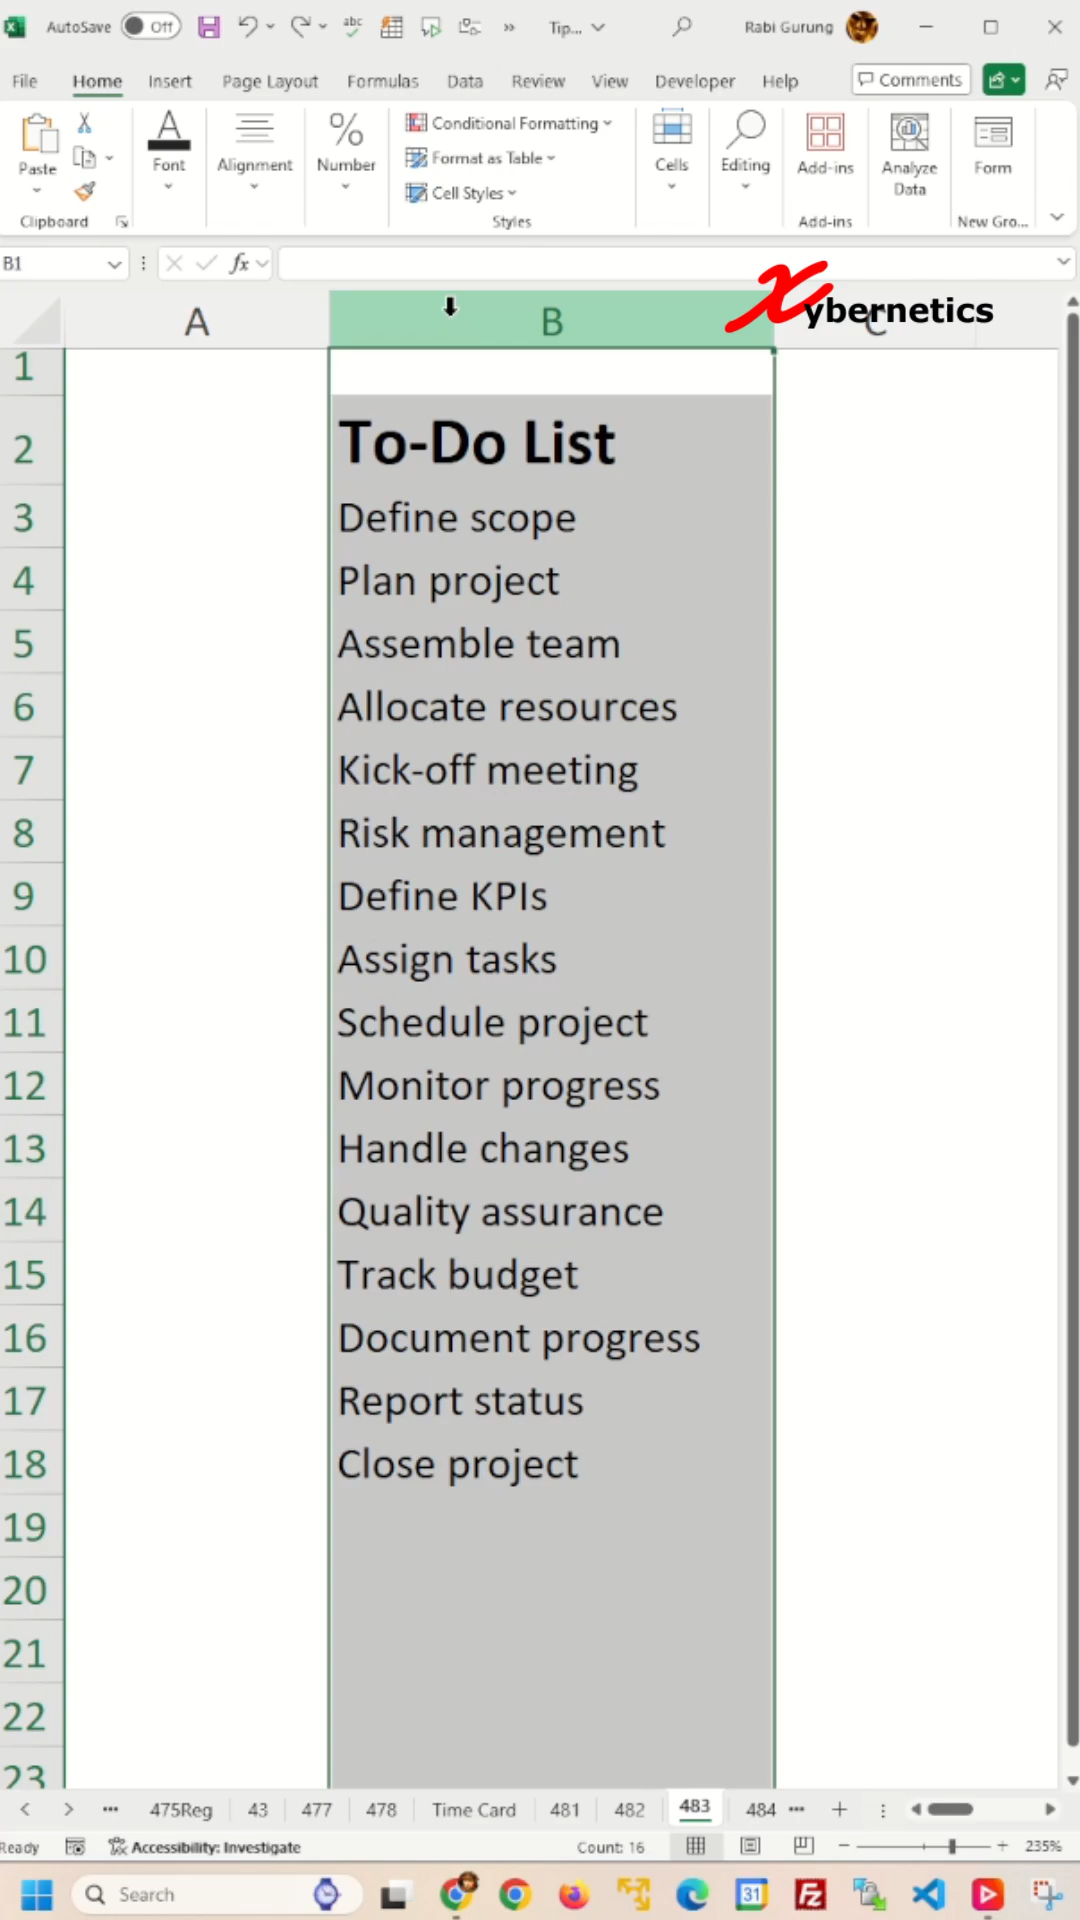 AutoSave Off abc » Tip... Rabi Gurung
File Home Insert Page Layout Formulas Data Review View Developer Help Comments
Paste Font Alignment Number Conditional Formatting Format as Table Cell Styles Cells Editing Add-ins Analyze Data Form
Clipboard Styles Add-ins New Gro...
B1 fx
Xybernetics
A B C
1
2 To-Do List
3 Define scope
4 Plan project
5 Assemble team
6 Allocate resources
7 Kick-off meeting
8 Risk management
9 Define KPIs
10 Assign tasks
11 Schedule project
12 Monitor progress
13 Handle changes
14 Quality assurance
15 Track budget
16 Document progress
17 Report status
18 Close project
19
20
21
22
23
... 475Reg 43 477 478 Time Card 481 482 483 484 ... +
Ready Accessibility: Investigate Count: 16 235%
Search 31 FZ